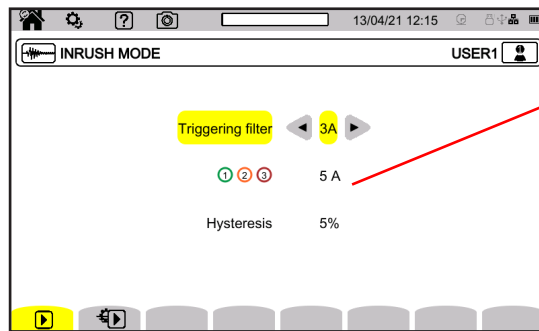 13/04/21 12:15
INRUSH MODE USER1
Triggering filter 3A
1 2 3 5 A
Hysteresis 5%